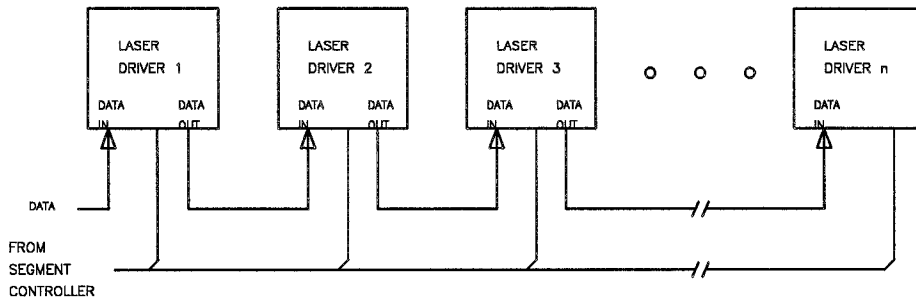 LASER
DRIVER 1
DATA
IN
DATA
OUT
LASER
DRIVER 2
DATA
IN
DATA
OUT
LASER
DRIVER 3
DATA
IN
DATA
OUT
LASER
DRIVER n
DATA
IN
DATA
FROM
SEGMENT
CONTROLLER